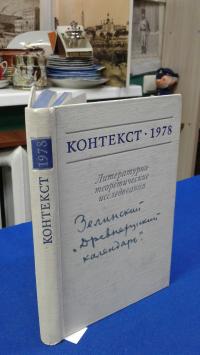 КОНТЕКСТ · 1978
Литературно-
теоретические
исследования
Зелинский
„Древнерусский
календарь".
КОНТЕКСТ 1978